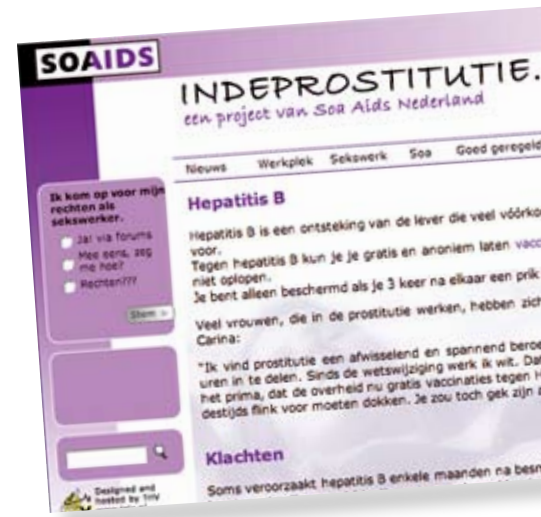 SOAIDS
INDEPROSTITUTIE.
een project van Soa Aids Nederland
Nieuws Werkplek Sekswerk Soa Goed geregeld
Ik kom op voor mijn
rechten als
sekswerker.
Ja! via forums
Mee eens, zeg
me hoe?
Rechten???
Stem >
Hepatitis B
Hepatitis B is een ontsteking van de lever die veel vóórko
voor.
Tegen hepatitis B kun je je gratis en anoniem laten vacc
niet oplopen.
Je bent alleen beschermd als je 3 keer na elkaar een prik
Veel vrouwen, die in de prostitutie werken, hebben zich
Carina:
"Ik vind prostitutie een afwisselend en spannend beroe
uren in te delen. Sinds de wetswijziging werk ik wit. Dat
het prima, dat de overheid nu gratis vaccinaties tegen H
destijds flink voor moeten dokken. Je zou toch gek zijn a
Klachten
Soms veroorzaakt hepatitis B enkele maanden na besm
Designed and
hosted by